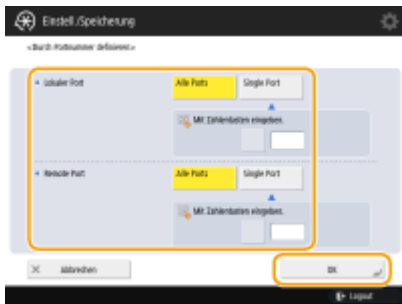 Einstell./Speicherung
<Durch Portnummer definieren>
Lokaler Port
Alle Ports
Single Port
Mit Zahlentasten eingeben.
Remote Port
Alle Ports
Single Port
Mit Zahlentasten eingeben.
Abbrechen
OK
Logout